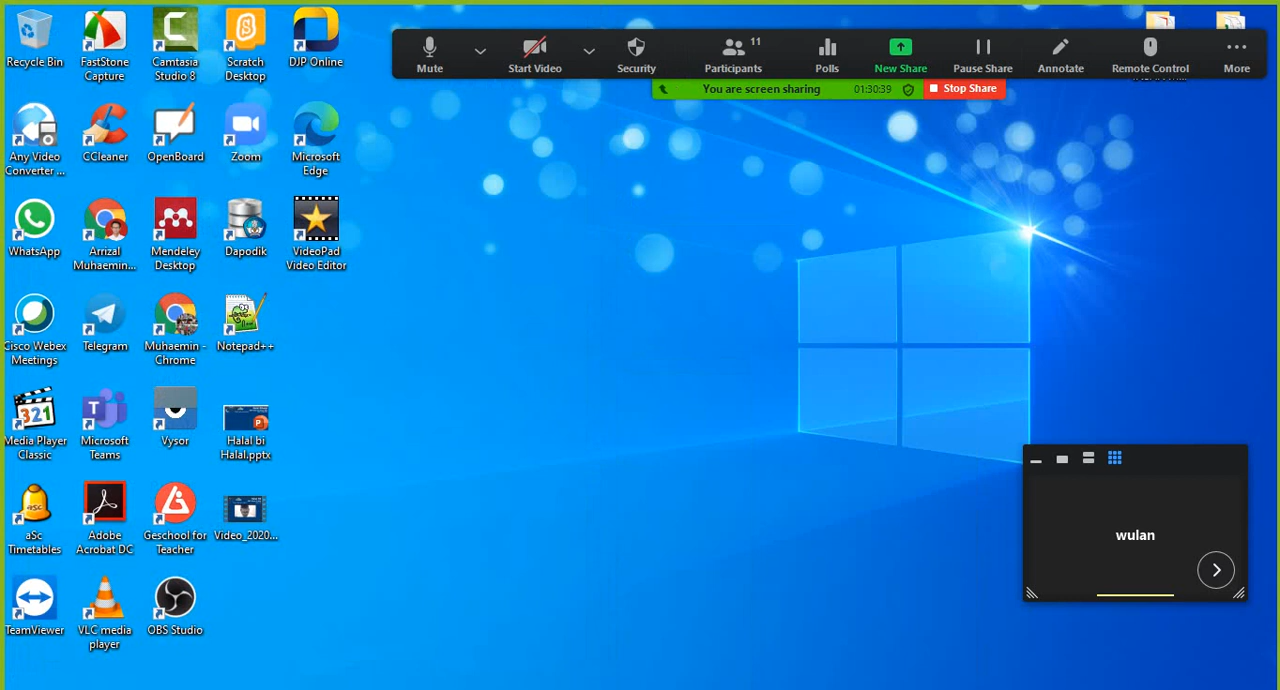 Mute
Start Video
Security
Participants
11
Polls
New Share
Pause Share
Annotate
Remote Control
More
You are screen sharing
01:30:39
Stop Share
Recycle Bin
FastStone
Capture
Camtasia
Studio 8
Scratch
Desktop
DJP Online
Any Video
Converter ...
CCleaner
OpenBoard
Zoom
Microsoft
Edge
WhatsApp
Arrizal
Muhaemin...
Mendeley
Desktop
Dapodik
VideoPad
Video Editor
Cisco Webex
Meetings
Telegram
Muhaemin -
Chrome
Notepad++
321
Media Player
Classic
T
Microsoft
Teams
Vysor
P
Halal bi
Halal.pptx
asc
aSc
Timetables
Adobe
Acrobat DC
Geschool for
Teacher
Video_2020...
TeamViewer
VLC media
player
OBS Studio
wulan